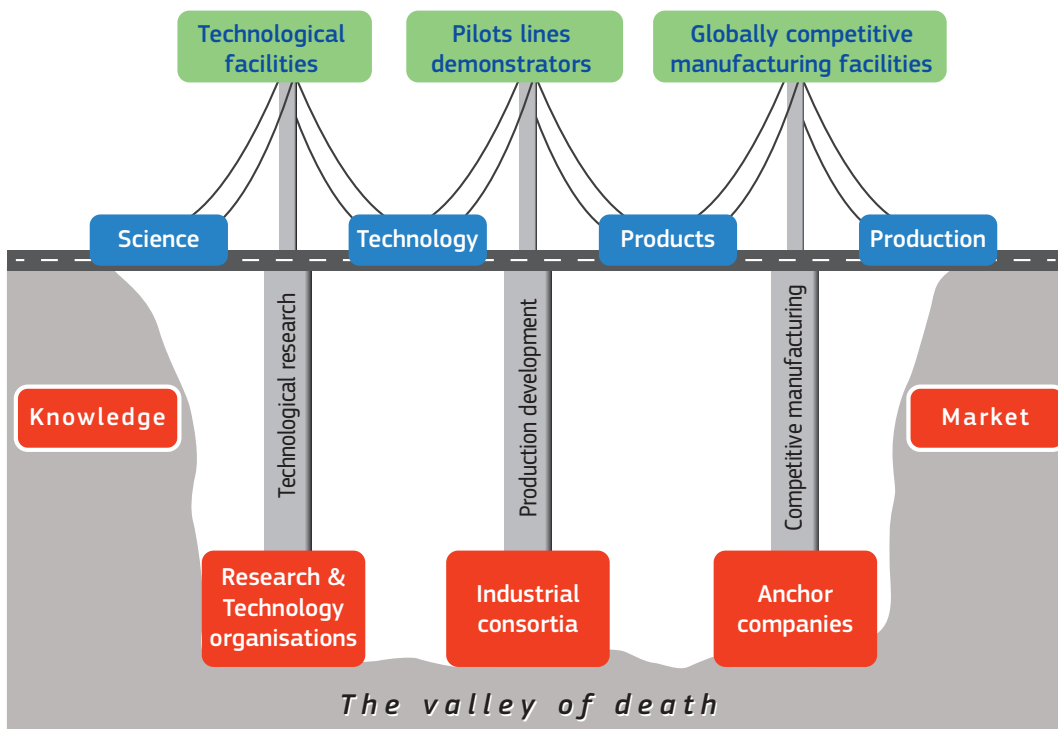 Technological
facilities
Pilots lines
demonstrators
Globally competitive
manufacturing facilities
Science
Technology
Products
Production
Technological research
Production development
Competitive manufacturing
Knowledge
Market
Research &
Technology
organisations
Industrial
consortia
Anchor
companies
The valley of death